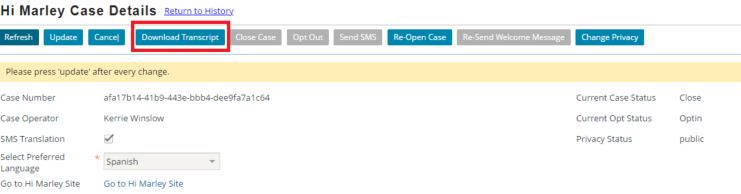 Hi Marley Case Details Return to History
Refresh Update Cancel Download Transcript Close Case Opt Out Send SMS Re-Open Case Re-Send Welcome Message Change Privacy
Please press 'update' after every change.
Case Number afa17b14-41b9-443e-bbb4-dee9fa7a1c64 Current Case Status Close
Case Operator Kerrie Winslow Current Opt Status Optin
SMS Translation Privacy Status public
Select Preferred
Language * Spanish
Go to Hi Marley Site Go to Hi Marley Site